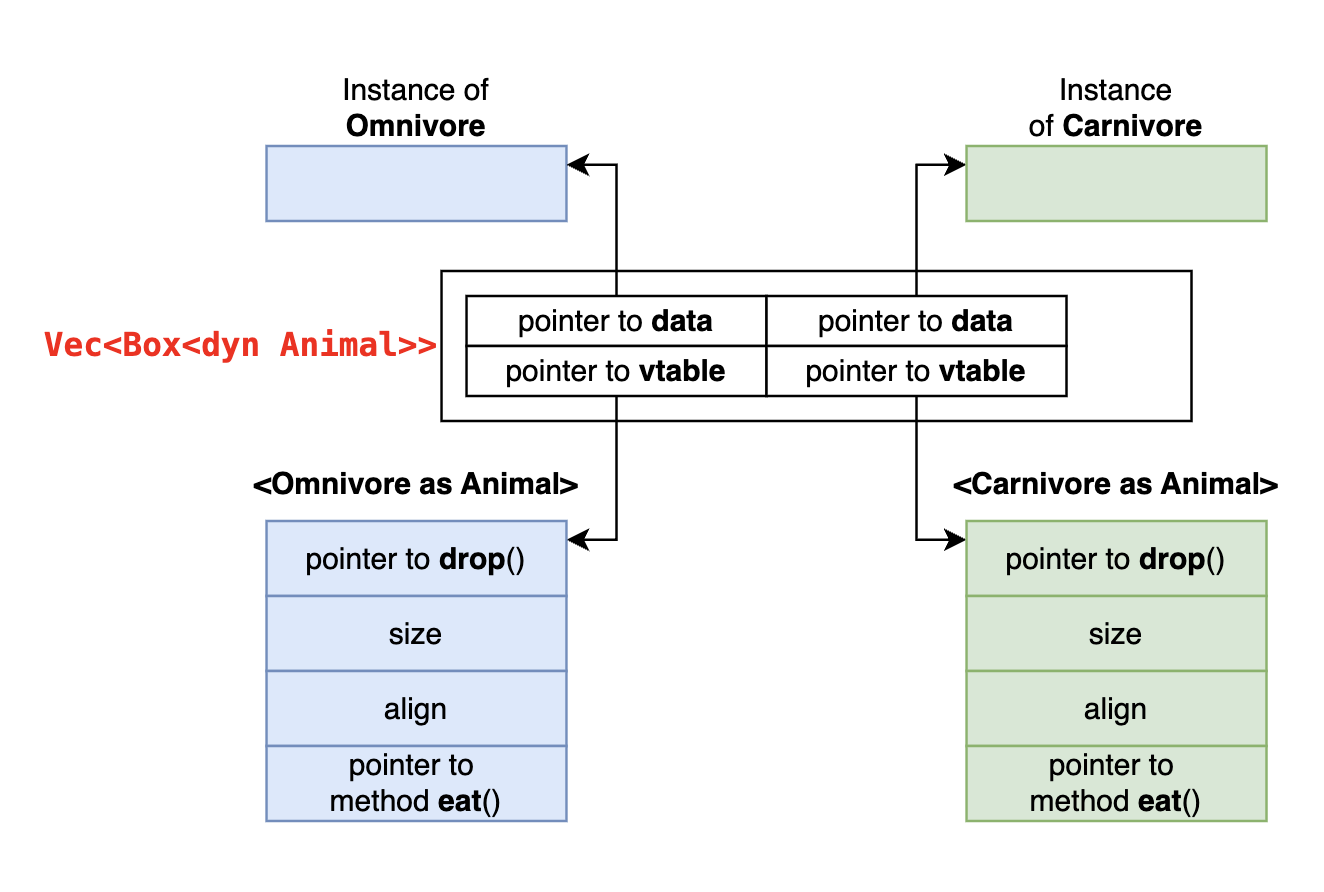 Instance of
Omnivore
Instance
of Carnivore
Vec<Box<dyn Animal>>
pointer to data
pointer to data
pointer to vtable
pointer to vtable
<Omnivore as Animal>
<Carnivore as Animal>
pointer to drop()
size
align
pointer to
method eat()
pointer to drop()
size
align
pointer to
method eat()